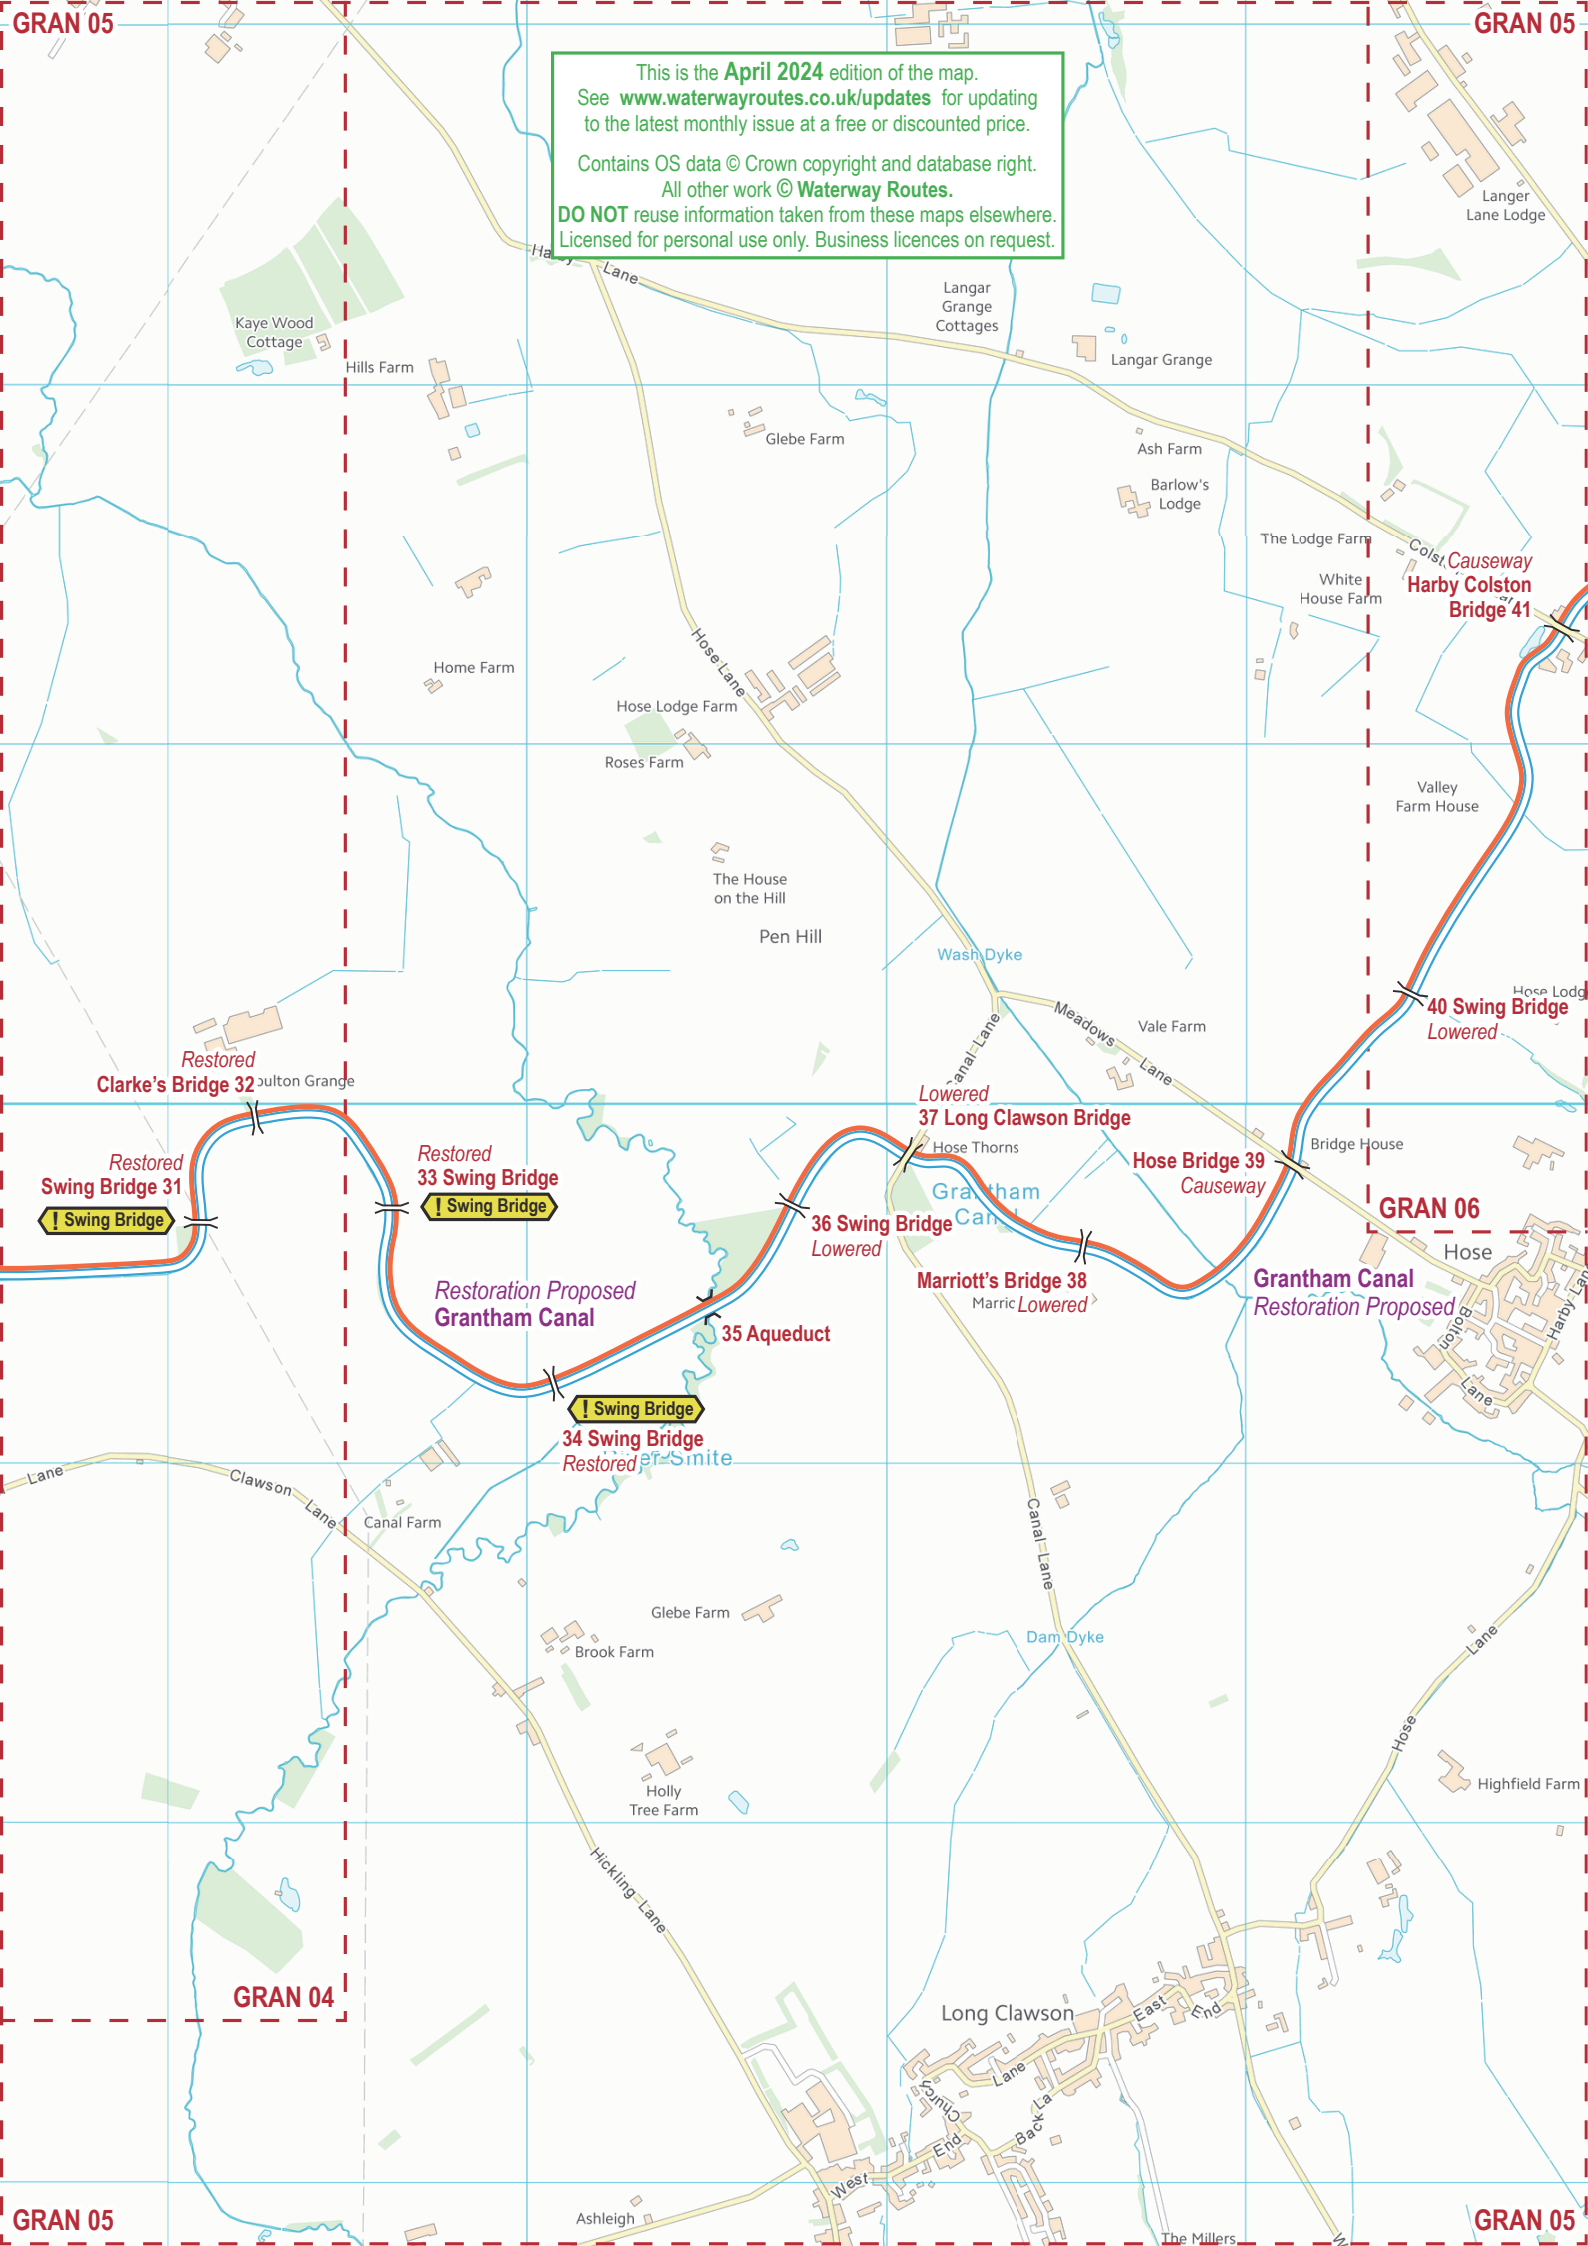 GRAN 05
GRAN 05
This is the April 2024 edition of the map.
See www.waterwayroutes.co.uk/updates for updating
to the latest monthly issue at a free or discounted price.
Contains OS data © Crown copyright and database right.
All other work © Waterway Routes.
DO NOT reuse information taken from these maps elsewhere.
Licensed for personal use only. Business licences on request.
Langer
Lane Lodge
Lane
Langar
Grange
Cottages
Kaye Wood
Cottage
Hills Farm
Langar Grange
Glebe Farm
Ash Farm
Barlow's
Lodge
The Lodge Farm
White
House Farm
Causeway
Harby Colston
Bridge 41
Home Farm
Hose Lane
Hose Lodge Farm
Roses Farm
Valley
Farm House
The House
on the Hill
Pen Hill
Wash Dyke
Hose Lodg
40 Swing Bridge
Lowered
Meadows Lane
Vale Farm
Canal Lane
Restored
Clarke's Bridge 32
oulton Grange
Lowered
37 Long Clawson Bridge
Hose Thorns
Bridge House
Restored
Swing Bridge 31
! Swing Bridge
Restored
33 Swing Bridge
! Swing Bridge
Hose Bridge 39
Causeway
Grantham
Canal
36 Swing Bridge
Lowered
GRAN 06
Hose
Marriott's Bridge 38
Marric
Lowered
Grantham Canal
Restoration Proposed
Restoration Proposed
Grantham Canal
35 Aqueduct
Bolton
Lane
Harby Lan
! Swing Bridge
34 Swing Bridge
Restored
er Smite
Lane
Clawson Lane
Canal Farm
Canal Lane
Glebe Farm
Brook Farm
Dam Dyke
Hose Lane
Holly
Tree Farm
Highfield Farm
Hickling Lane
GRAN 04
Long Clawson
East End
Church
Lane
Back La
West End
Ashleigh
GRAN 05
The Millers
W
GRAN 05